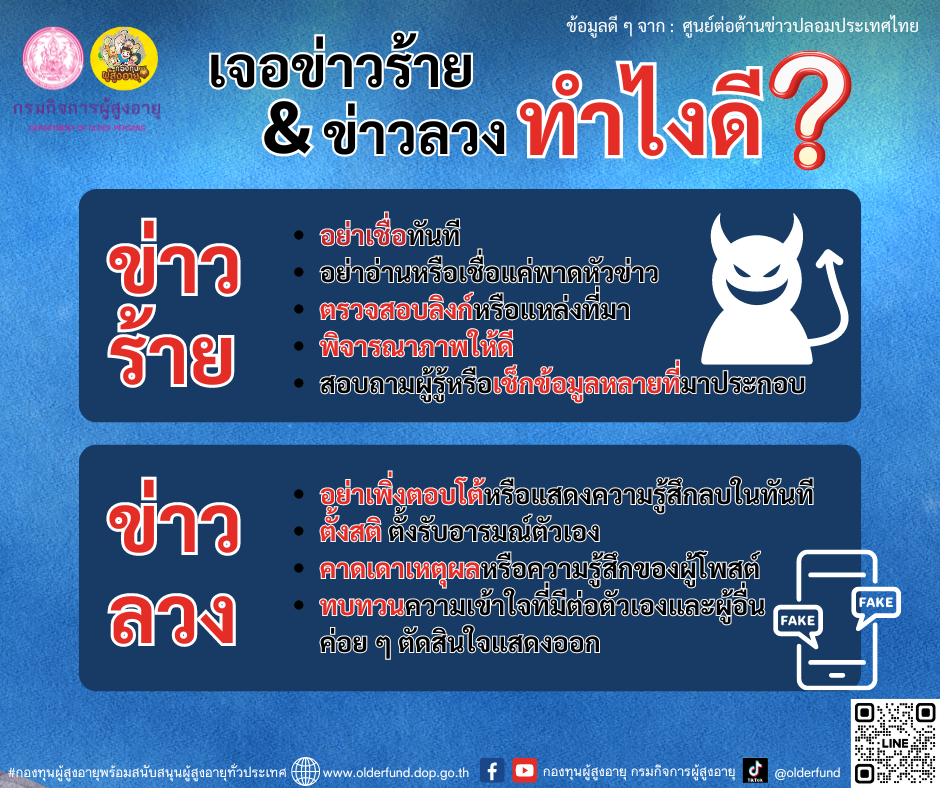 ข้อมูลดี ๆ จาก : ศูนย์ต่อต้านข่าวปลอมประเทศไทย
กองทุนผู้สูงอายุ
กรมกิจการผู้สูงอายุ
DEPARTMENT OF OLDER PERSONS
เจอข่าวร้าย
& ข่าวลวง ทำไงดี?
ข่าวร้าย
• อย่าเชื่อทันที
• อย่าอ่านหรือเชื่อแค่พาดหัวข่าว
• ตรวจสอบลิงก์หรือแหล่งที่มา
• พิจารณาภาพให้ดี
• สอบถามผู้รู้หรือเช็กข้อมูลหลายที่มาประกอบ
ข่าวลวง
• อย่าเพิ่งตอบโต้หรือแสดงความรู้สึกลบในทันที
• ตั้งสติ ตั้งรับอารมณ์ตัวเอง
• คาดเดาเหตุผลหรือความรู้สึกของผู้โพสต์
• ทบทวนความเข้าใจที่มีต่อตัวเองและผู้อื่น
ค่อย ๆ ตัดสินใจแสดงออก
FAKE
FAKE
LINE
#กองทุนผู้สูงอายุพร้อมสนับสนุนผู้สูงอายุทั่วประเทศ www.olderfund.dop.go.th กองทุนผู้สูงอายุ กรมกิจการผู้สูงอายุ TikTok @olderfund